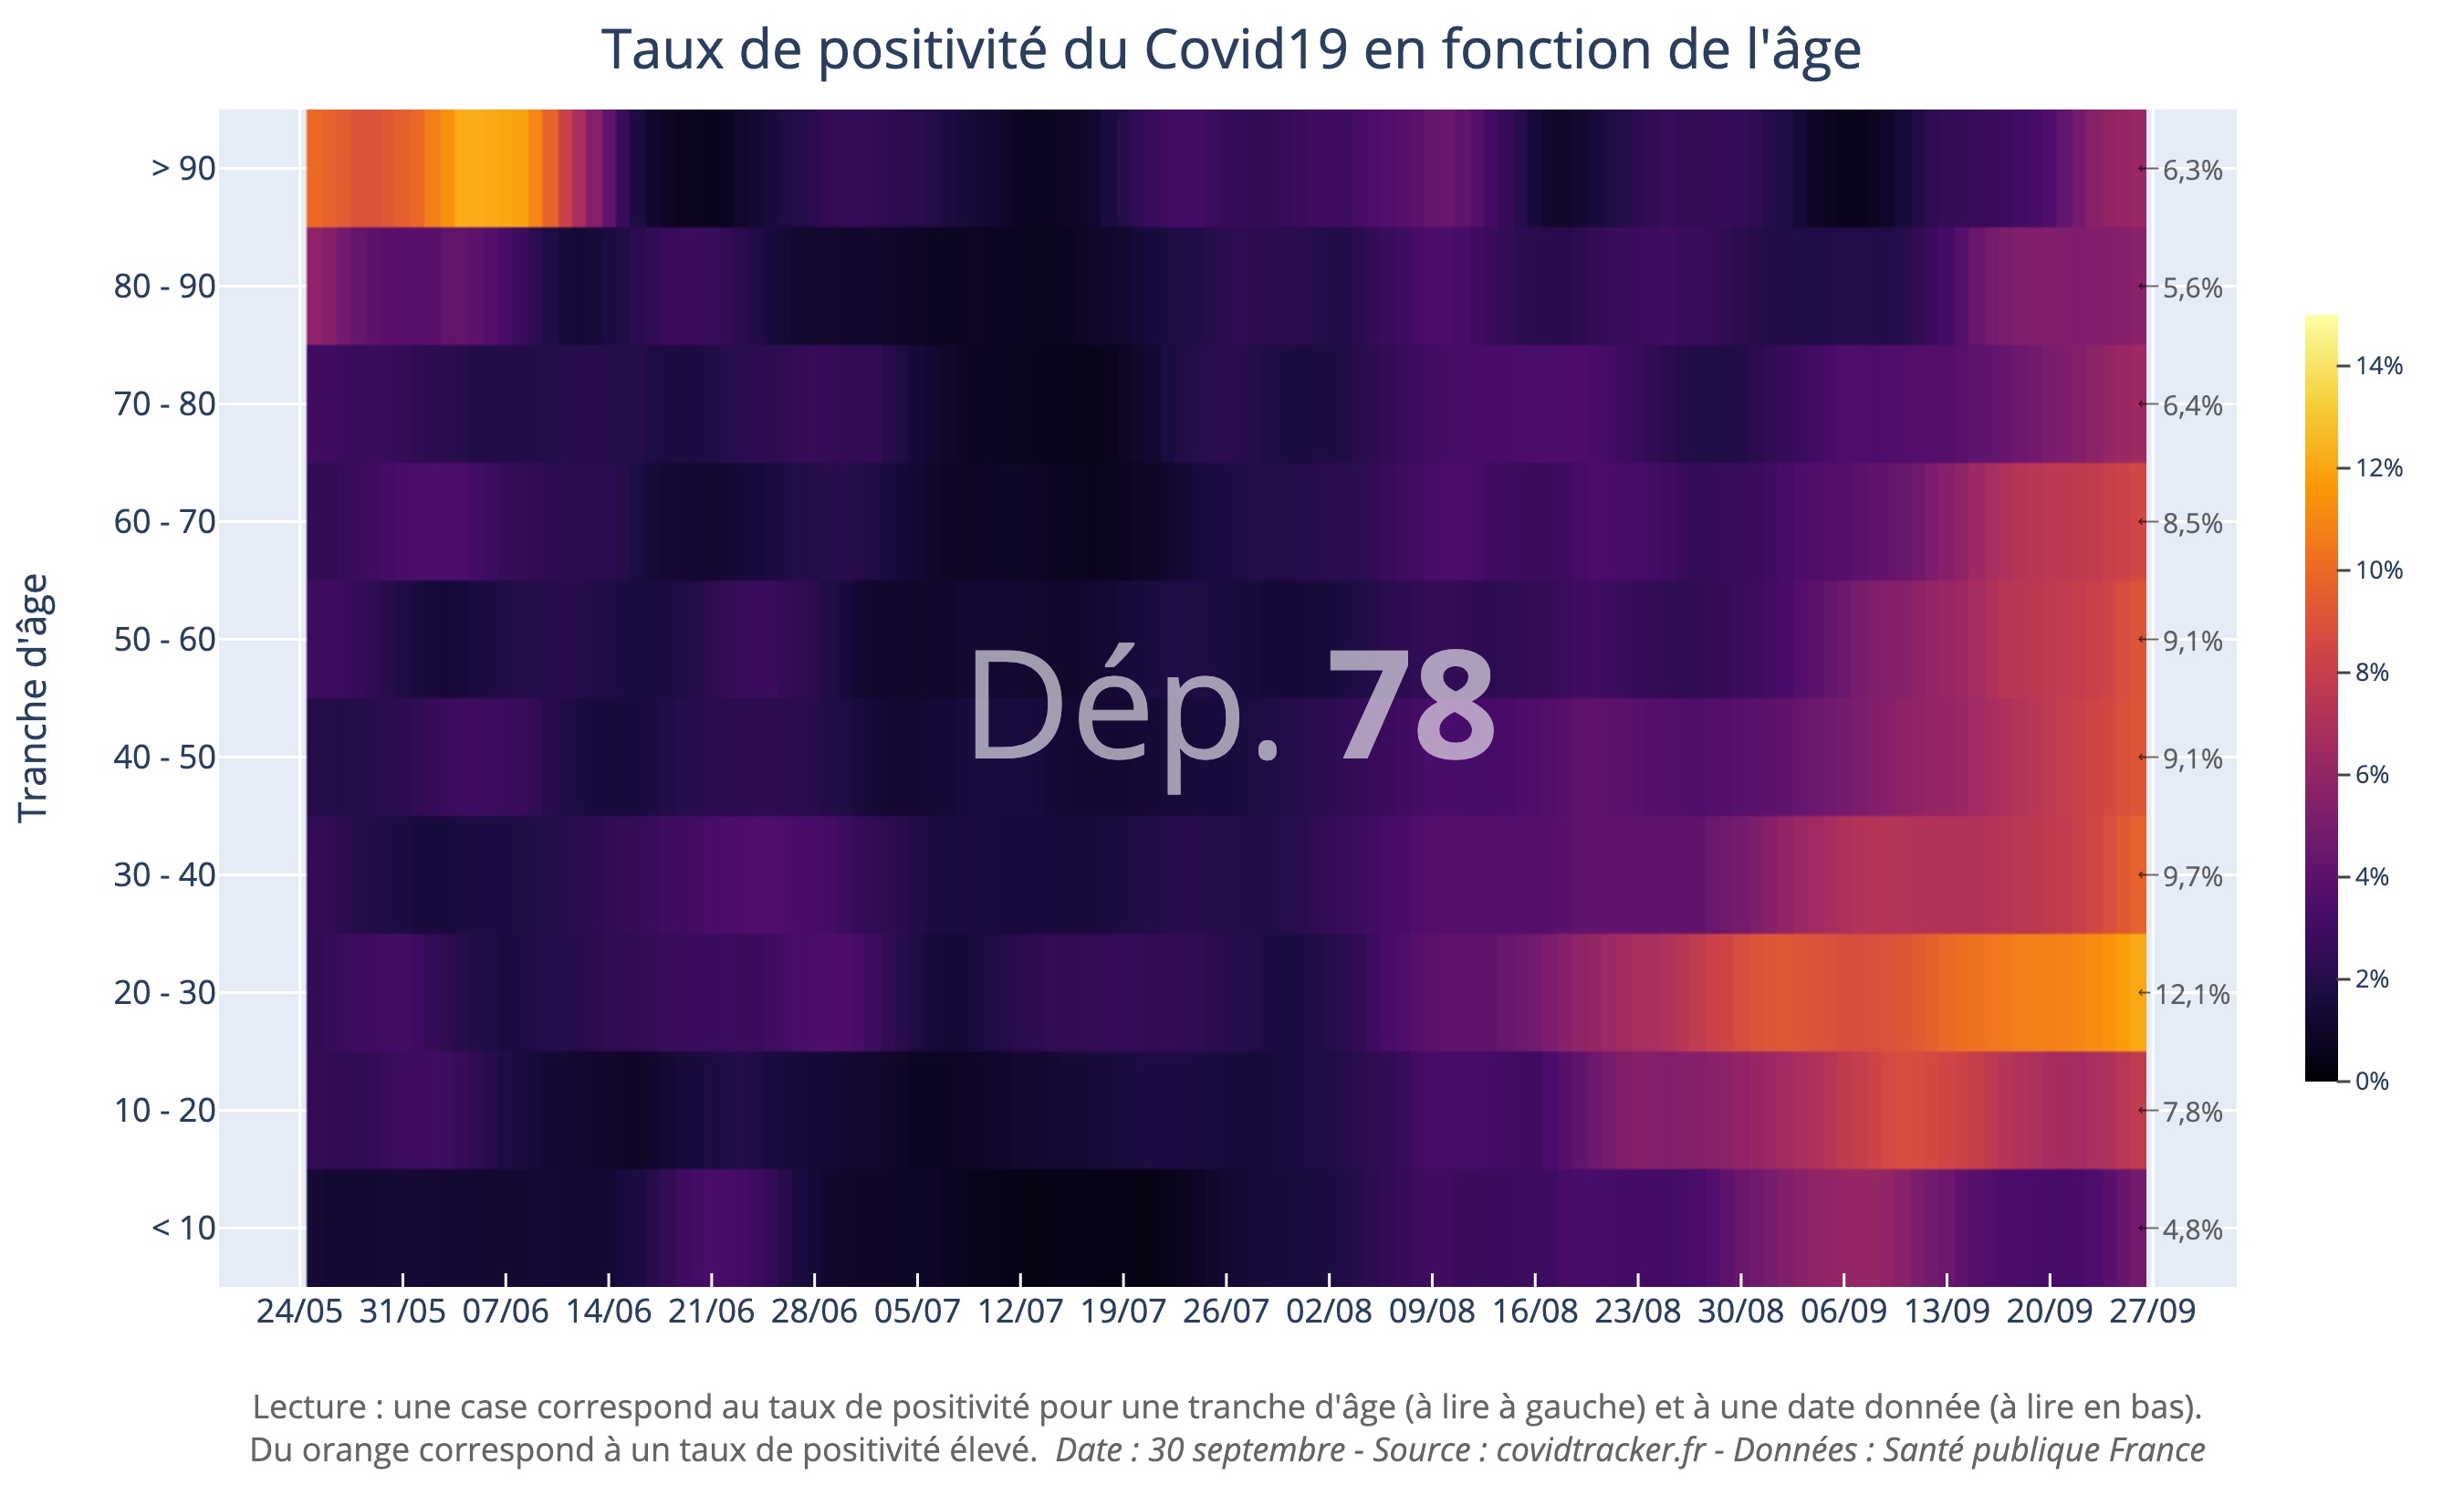 Taux de positivité du Covid19 en fonction de l'âge
Tranche d'âge
> 90
80 - 90
70 - 80
60 - 70
50 - 60
40 - 50
30 - 40
20 - 30
10 - 20
< 10
Dép. 78
6,3%
5,6%
6,4%
8,5%
9,1%
9,1%
9,7%
12,1%
7,8%
4,8%
14%
12%
10%
8%
6%
4%
2%
0%
24/05 31/05 07/06 14/06 21/06 28/06 05/07 12/07 19/07 26/07 02/08 09/08 16/08 23/08 30/08 06/09 13/09 20/09 27/09
Lecture : une case correspond au taux de positivité pour une tranche d'âge (à lire à gauche) et à une date donnée (à lire en bas).
Du orange correspond à un taux de positivité élevé. Date : 30 septembre - Source : covidtracker.fr - Données : Santé publique France